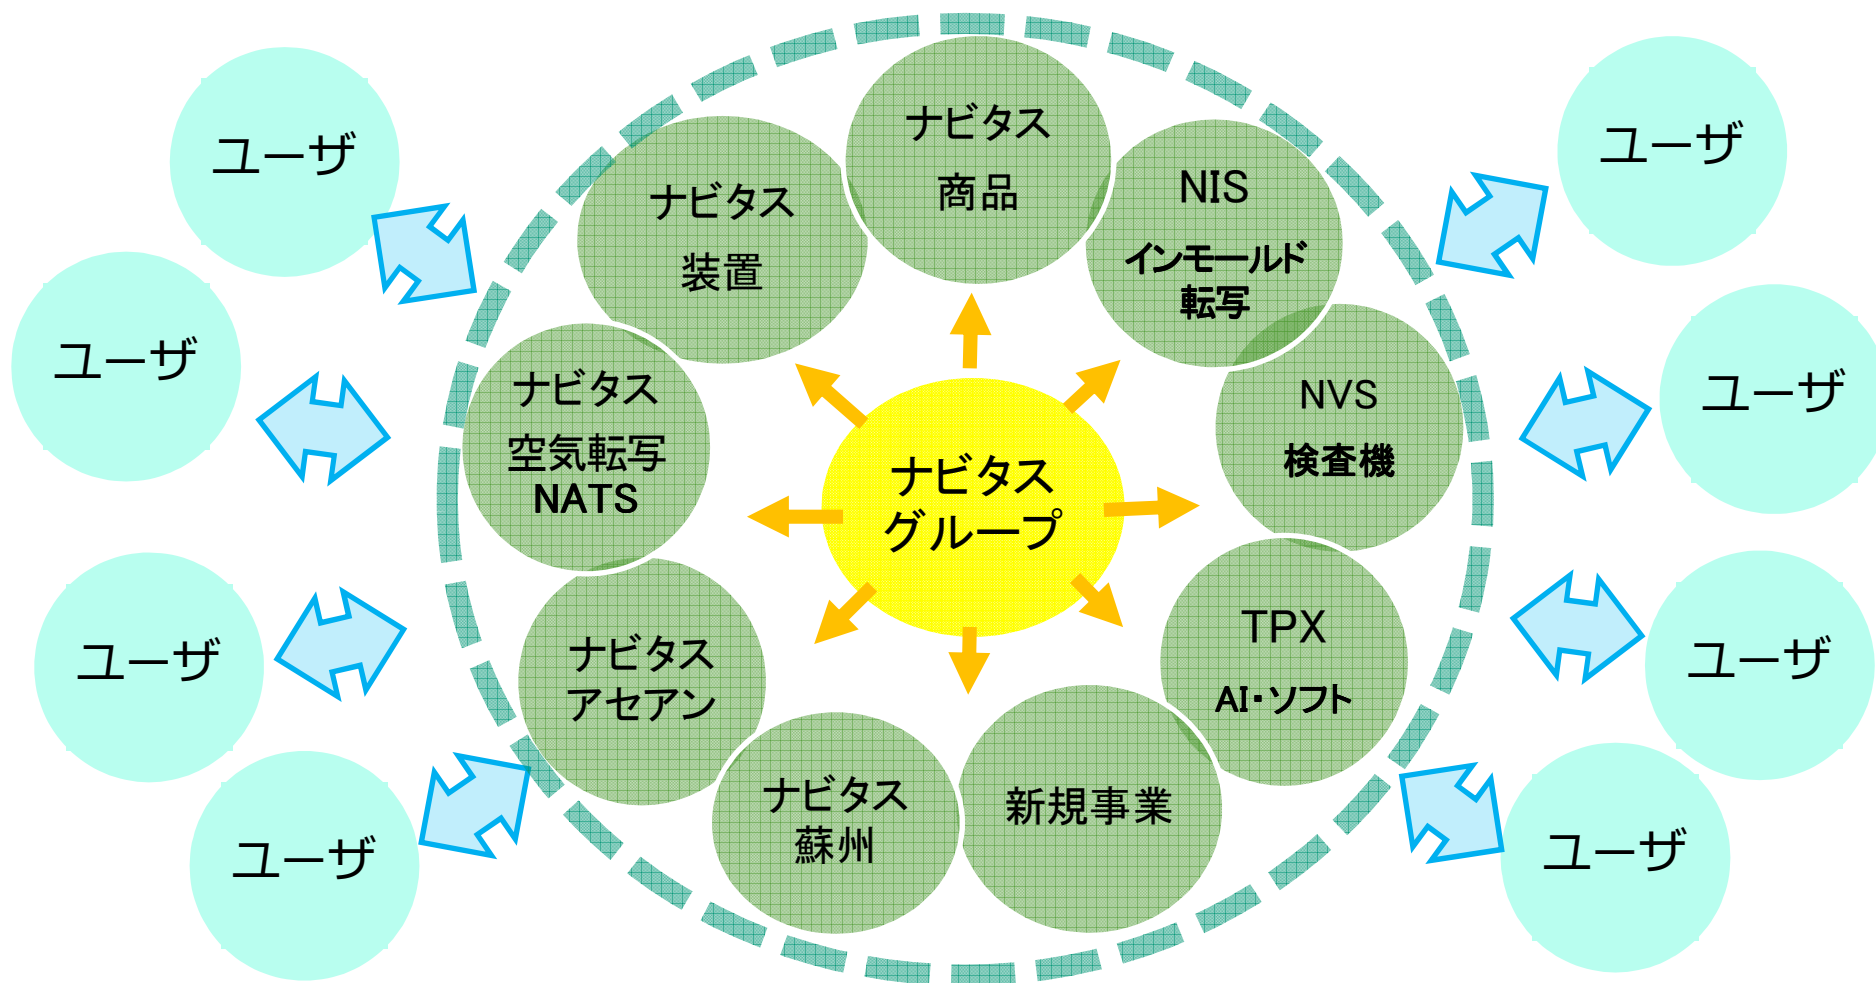 ユーザ
ユーザ
ユーザ
ユーザ
ナビタス
商品
ナビタス
装置
NIS
インモールド
転写
ナビタス
空気転写
NATS
NVS
検査機
ナビタス
グループ
ナビタス
アセアン
TPX
AI・ソフト
ナビタス
蘇州
新規事業
ユーザ
ユーザ
ユーザ
ユーザ